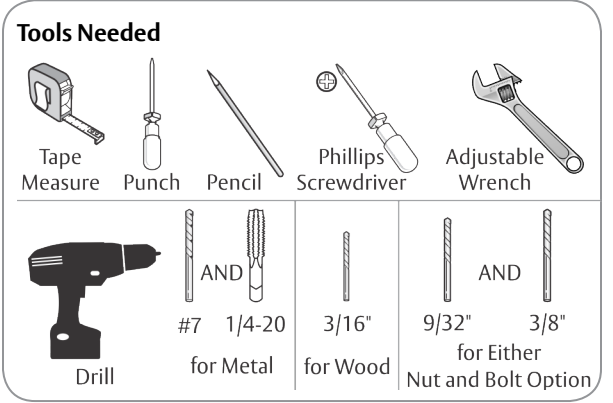 Tools Needed
Tape
Measure
Punch
Pencil
Phillips
Screwdriver
Adjustable
Wrench
Drill
AND
#7 1/4-20
for Metal
3/16"
for Wood
AND
9/32" 3/8"
for Either
Nut and Bolt Option